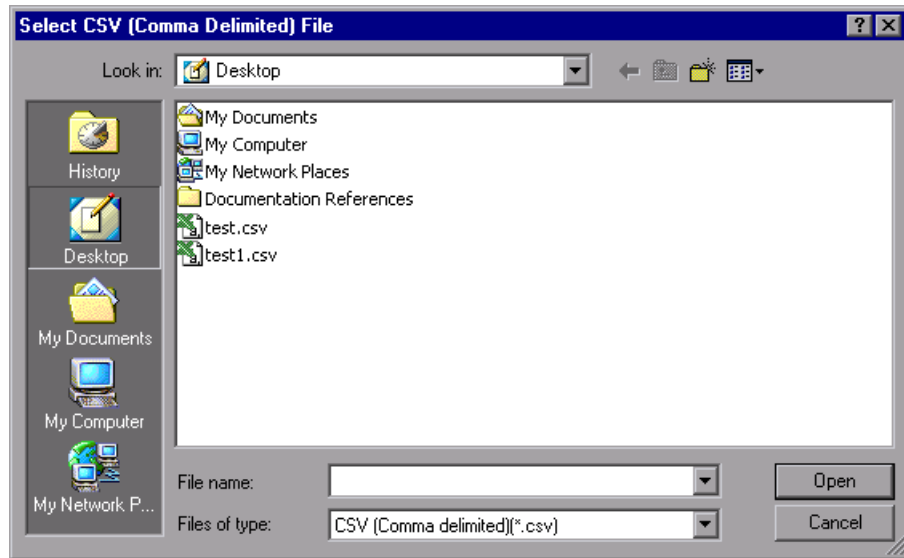 Select CSV (Comma Delimited) File
Look in: Desktop
History
Desktop
My Documents
My Computer
My Network P...
My Documents
My Computer
My Network Places
Documentation References
test.csv
test1.csv
File name:
Open
Files of type: CSV (Comma delimited)(*.csv)
Cancel